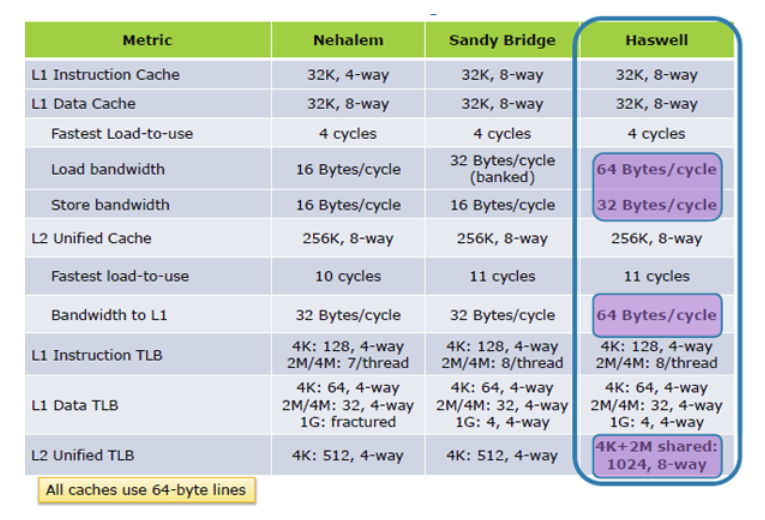 Metric Nehalem Sandy Bridge Haswell
L1 Instruction Cache 32K, 4-way 32K, 8-way 32K, 8-way
L1 Data Cache 32K, 8-way 32K, 8-way 32K, 8-way
Fastest Load-to-use 4 cycles 4 cycles 4 cycles
Load bandwidth 16 Bytes/cycle 32 Bytes/cycle (banked) 64 Bytes/cycle
Store bandwidth 16 Bytes/cycle 16 Bytes/cycle 32 Bytes/cycle
L2 Unified Cache 256K, 8-way 256K, 8-way 256K, 8-way
Fastest load-to-use 10 cycles 11 cycles 11 cycles
Bandwidth to L1 32 Bytes/cycle 32 Bytes/cycle 64 Bytes/cycle
L1 Instruction TLB 4K: 128, 4-way 4K: 128, 4-way 4K: 128, 4-way
2M/4M: 7/thread 2M/4M: 8/thread 2M/4M: 8/thread
L1 Data TLB 4K: 64, 4-way 4K: 64, 4-way 4K: 64, 4-way
2M/4M: 32, 4-way 2M/4M: 32, 4-way 2M/4M: 32, 4-way
1G: fractured 1G: 4, 4-way 1G: 4, 4-way
L2 Unified TLB 4K: 512, 4-way 4K: 512, 4-way 4K+2M shared:
1024, 8-way
All caches use 64-byte lines